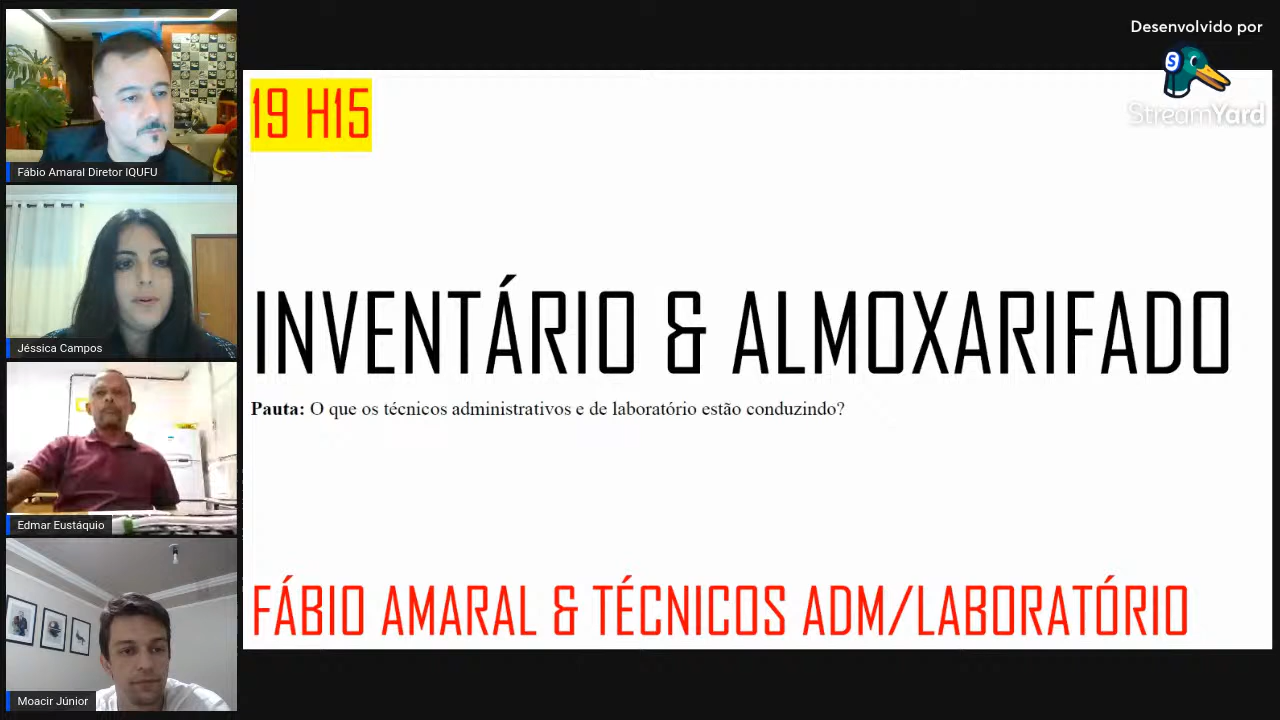 Desenvolvido por
StreamYard
19 H15
INVENTÁRIO & ALMOXARIFADO
Pauta: O que os técnicos administrativos e de laboratório estão conduzindo?
FÁBIO AMARAL & TÉCNICOS ADM/LABORATÓRIO
Fábio Amaral Diretor IQUFU
Jéssica Campos
Edmar Eustáquio
Moacir Júnior